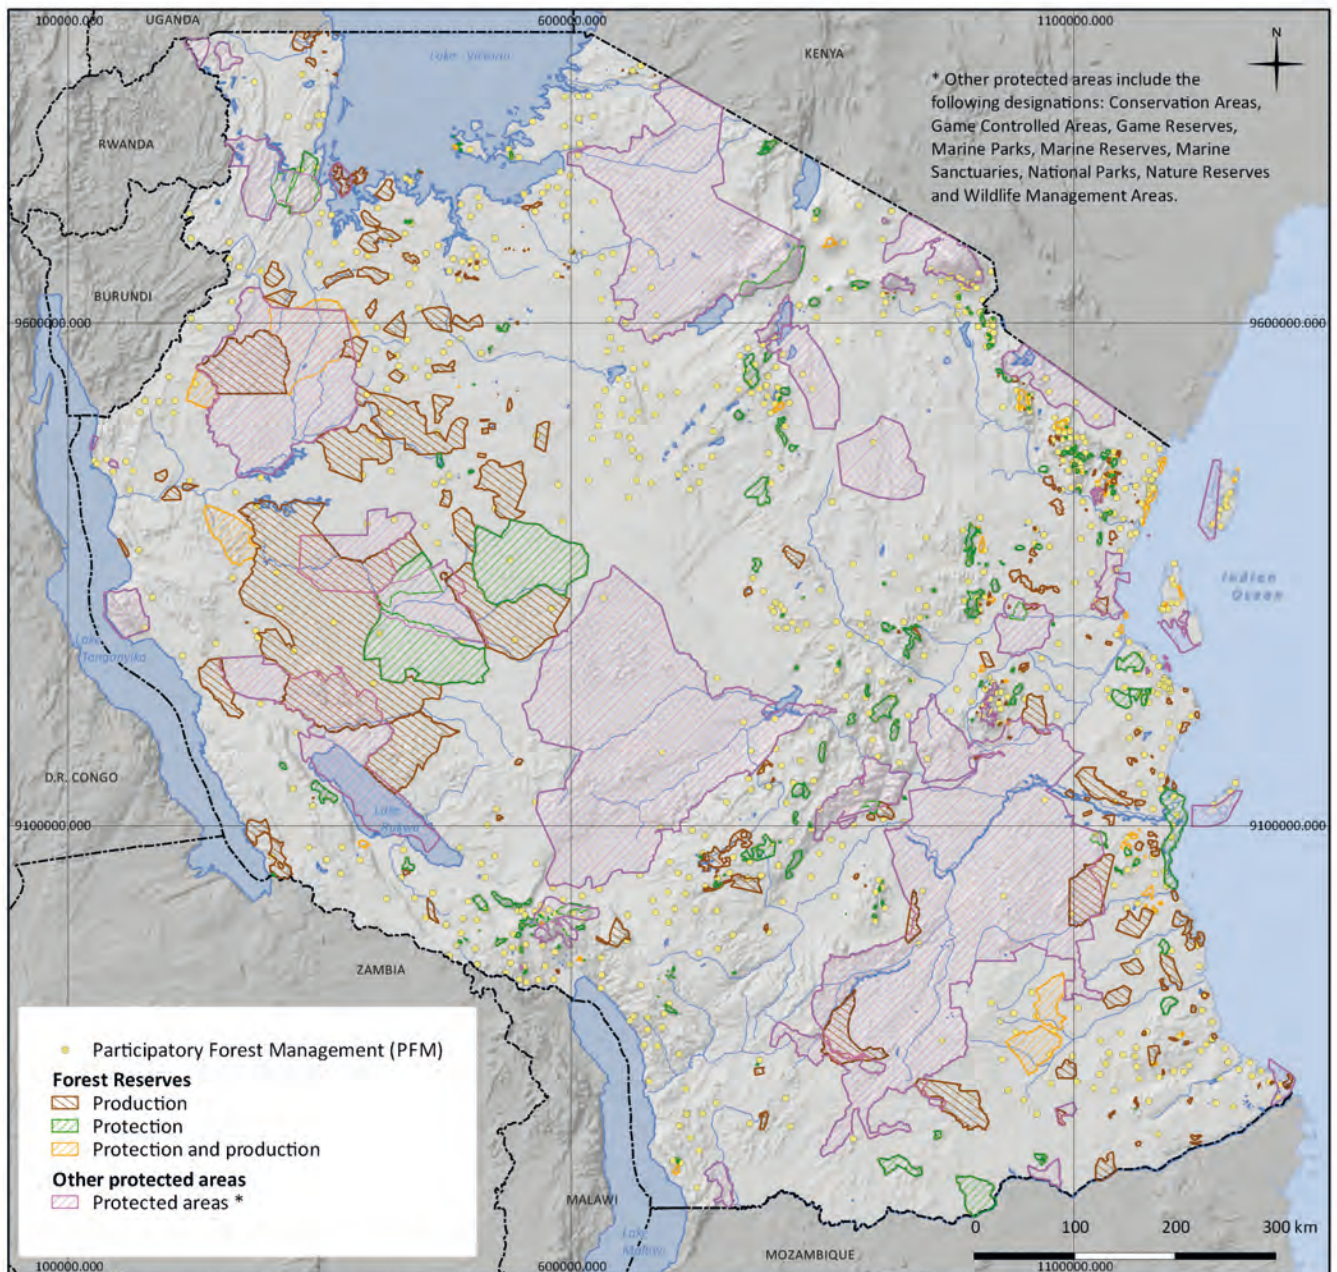 100000.000
UGANDA
600000.000
1100000.000
Lake Victoria
KENYA
N
* Other protected areas include the
following designations: Conservation Areas,
Game Controlled Areas, Game Reserves,
Marine Parks, Marine Reserves, Marine
Sanctuaries, National Parks, Nature Reserves
and Wildlife Management Areas.
RWANDA
BURUNDI
9600000.000
9600000.000
Indian
Ocean
Lake
Tanganyika
D.R. CONGO
Lake
Rukwa
9100000.000
9100000.000
ZAMBIA
Participatory Forest Management (PFM)
Forest Reserves
Production
Protection
Protection and production
Other protected areas
Protected areas *
MALAWI
Lake
Malawi
MOZAMBIQUE
0 100 200 300 km
100000.000
600000.000
1100000.000